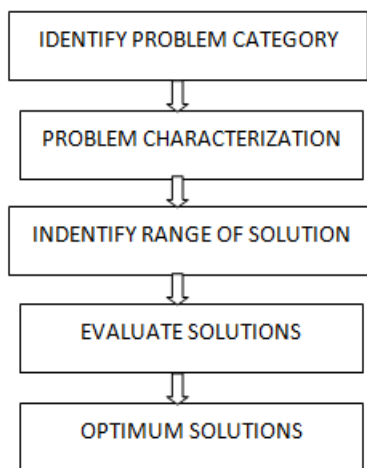 IDENTIFY PROBLEM CATEGORY
PROBLEM CHARACTERIZATION
INDENTIFY RANGE OF SOLUTION
EVALUATE SOLUTIONS
OPTIMUM SOLUTIONS